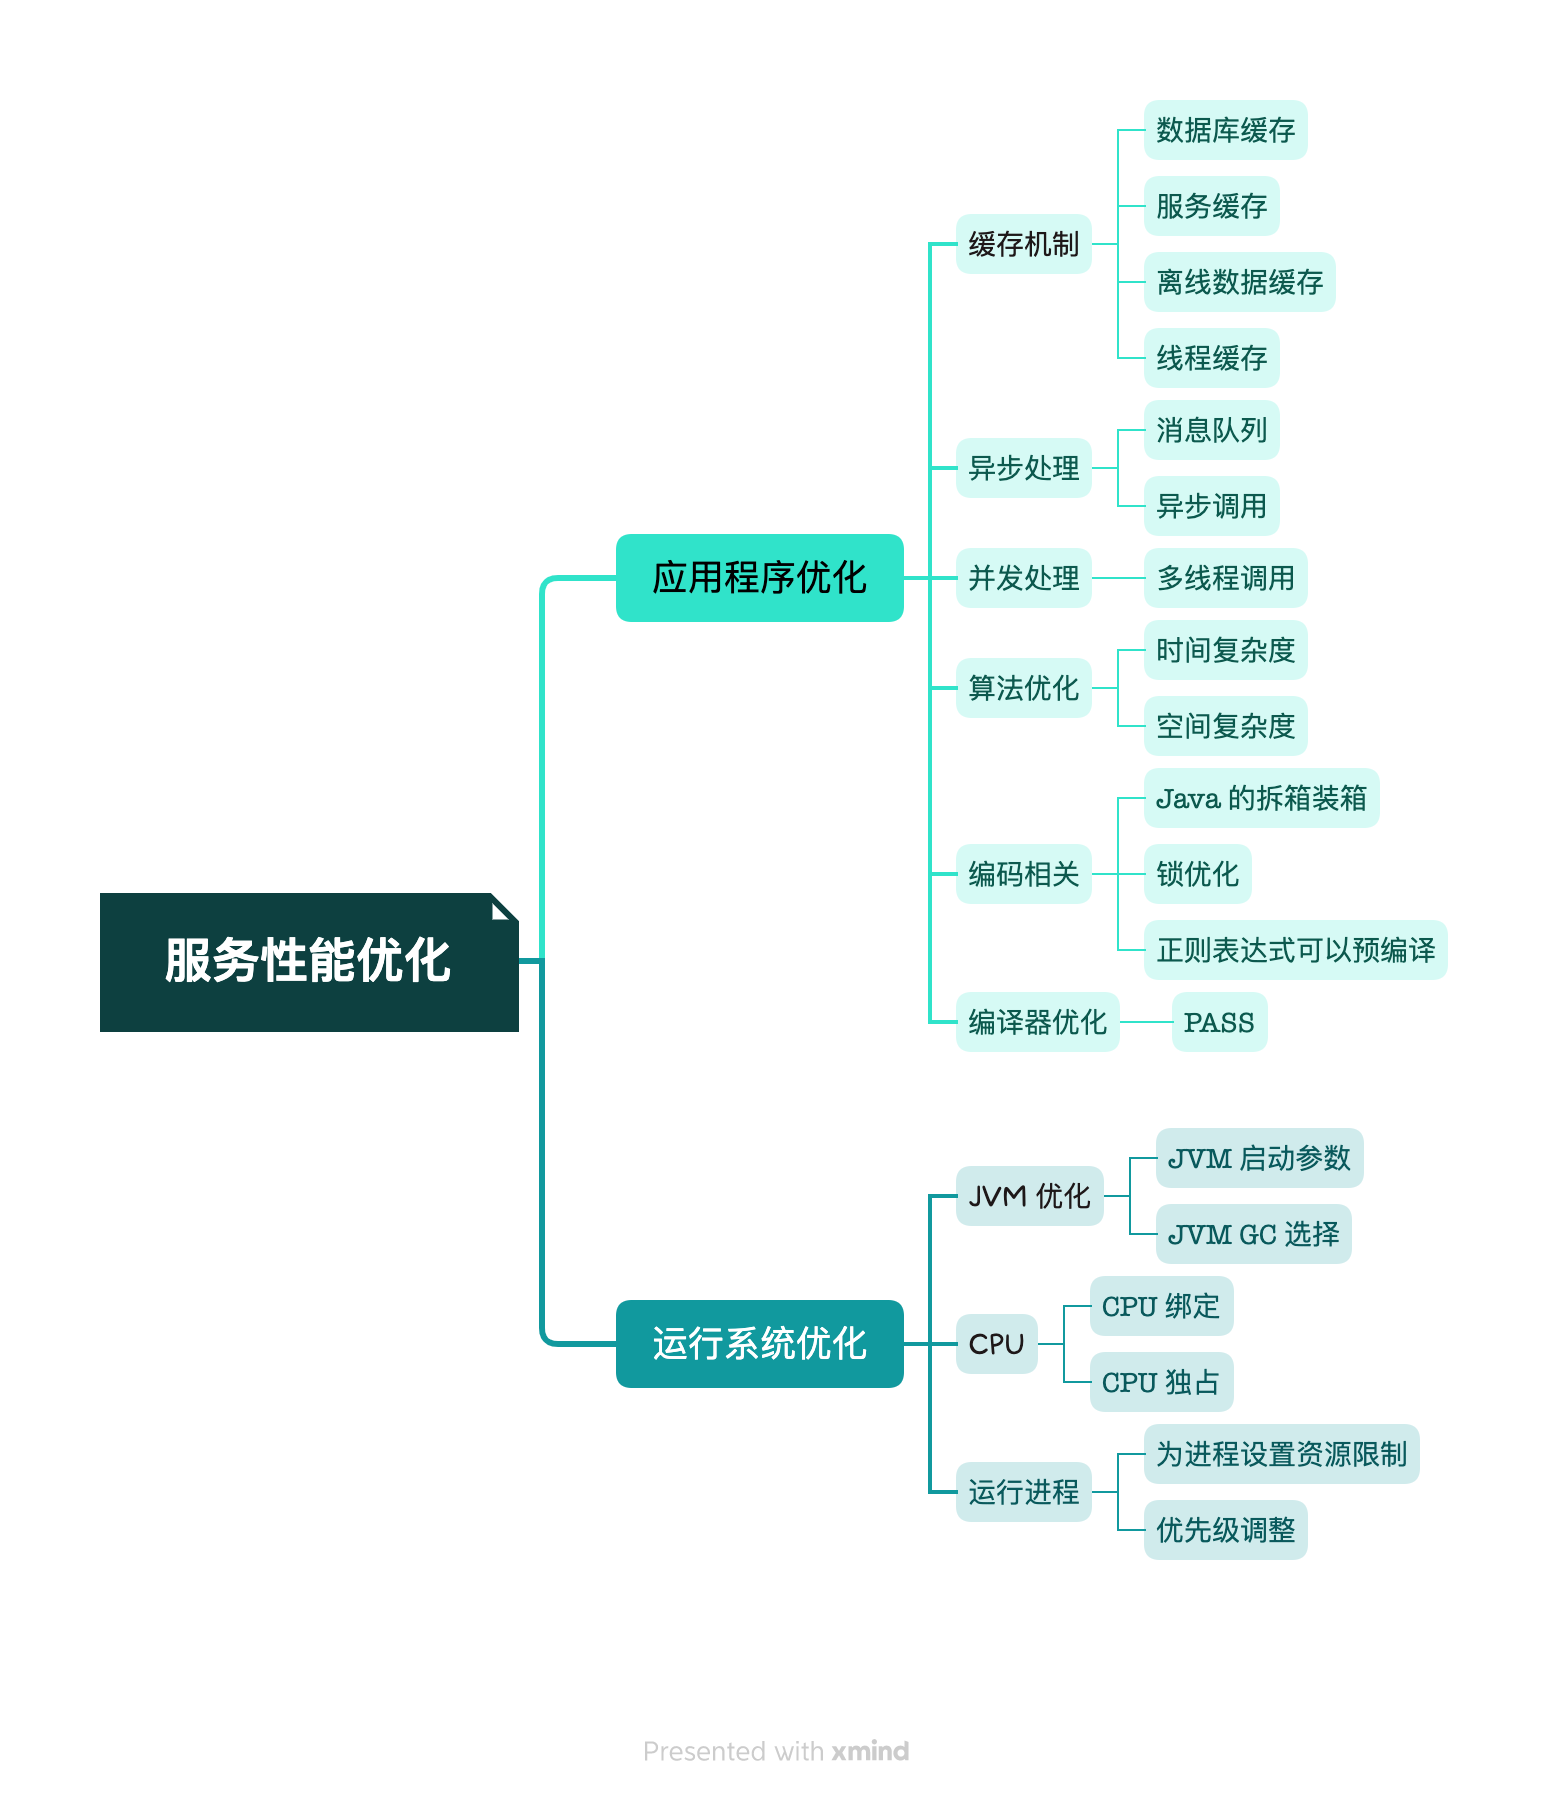 服务性能优化
应用程序优化
缓存机制
数据库缓存
服务缓存
离线数据缓存
线程缓存
异步处理
消息队列
异步调用
并发处理
多线程调用
算法优化
时间复杂度
空间复杂度
编码相关
Java 的拆箱装箱
锁优化
正则表达式可以预编译
编译器优化
PASS
运行系统优化
JVM 优化
JVM 启动参数
JVM GC 选择
CPU
CPU 绑定
CPU 独占
运行进程
为进程设置资源限制
优先级调整
Presented with xmind